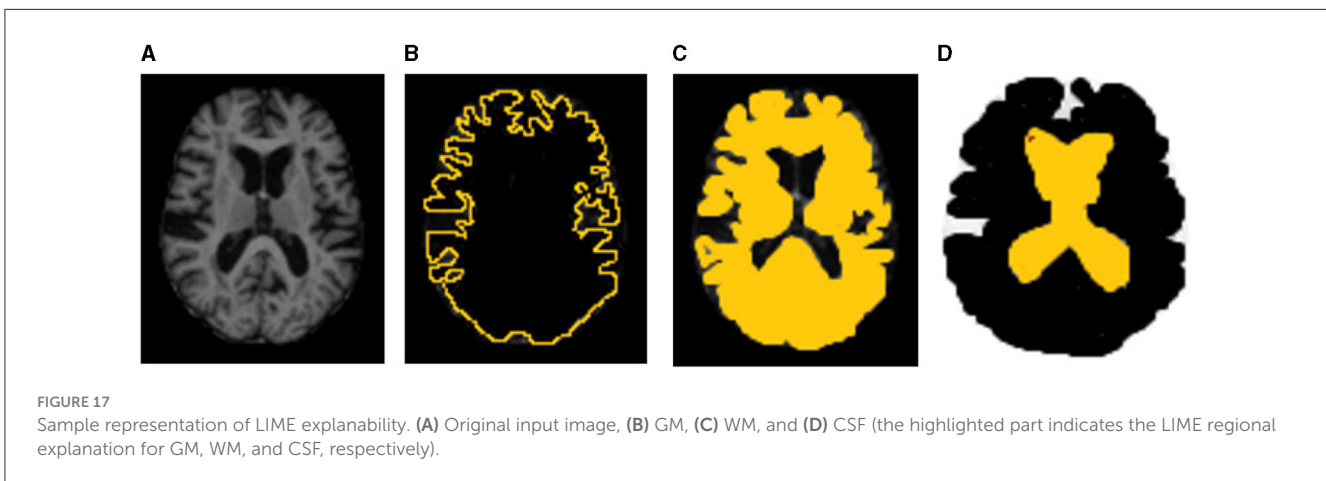 A B C D
FIGURE 17
Sample representation of LIME explanability. (A) Original input image, (B) GM, (C) WM, and (D) CSF (the highlighted part indicates the LIME regional
explanation for GM, WM, and CSF, respectively).